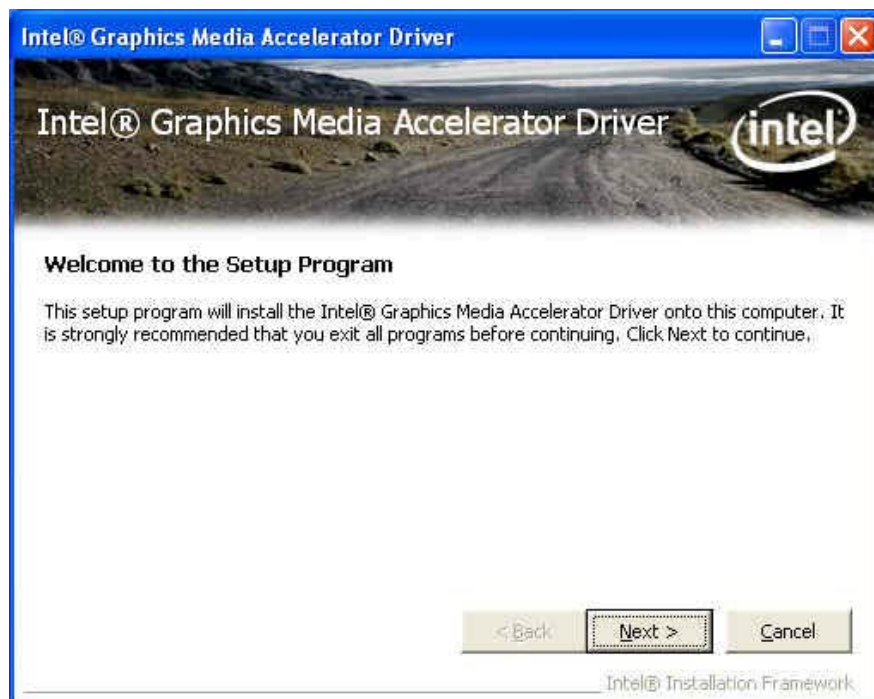 Intel® Graphics Media Accelerator Driver
Intel® Graphics Media Accelerator Driver
intel
Welcome to the Setup Program
This setup program will install the Intel® Graphics Media Accelerator Driver onto this computer. It
is strongly recommended that you exit all programs before continuing. Click Next to continue.
< Back
Next >
Cancel
Intel® Installation Framework